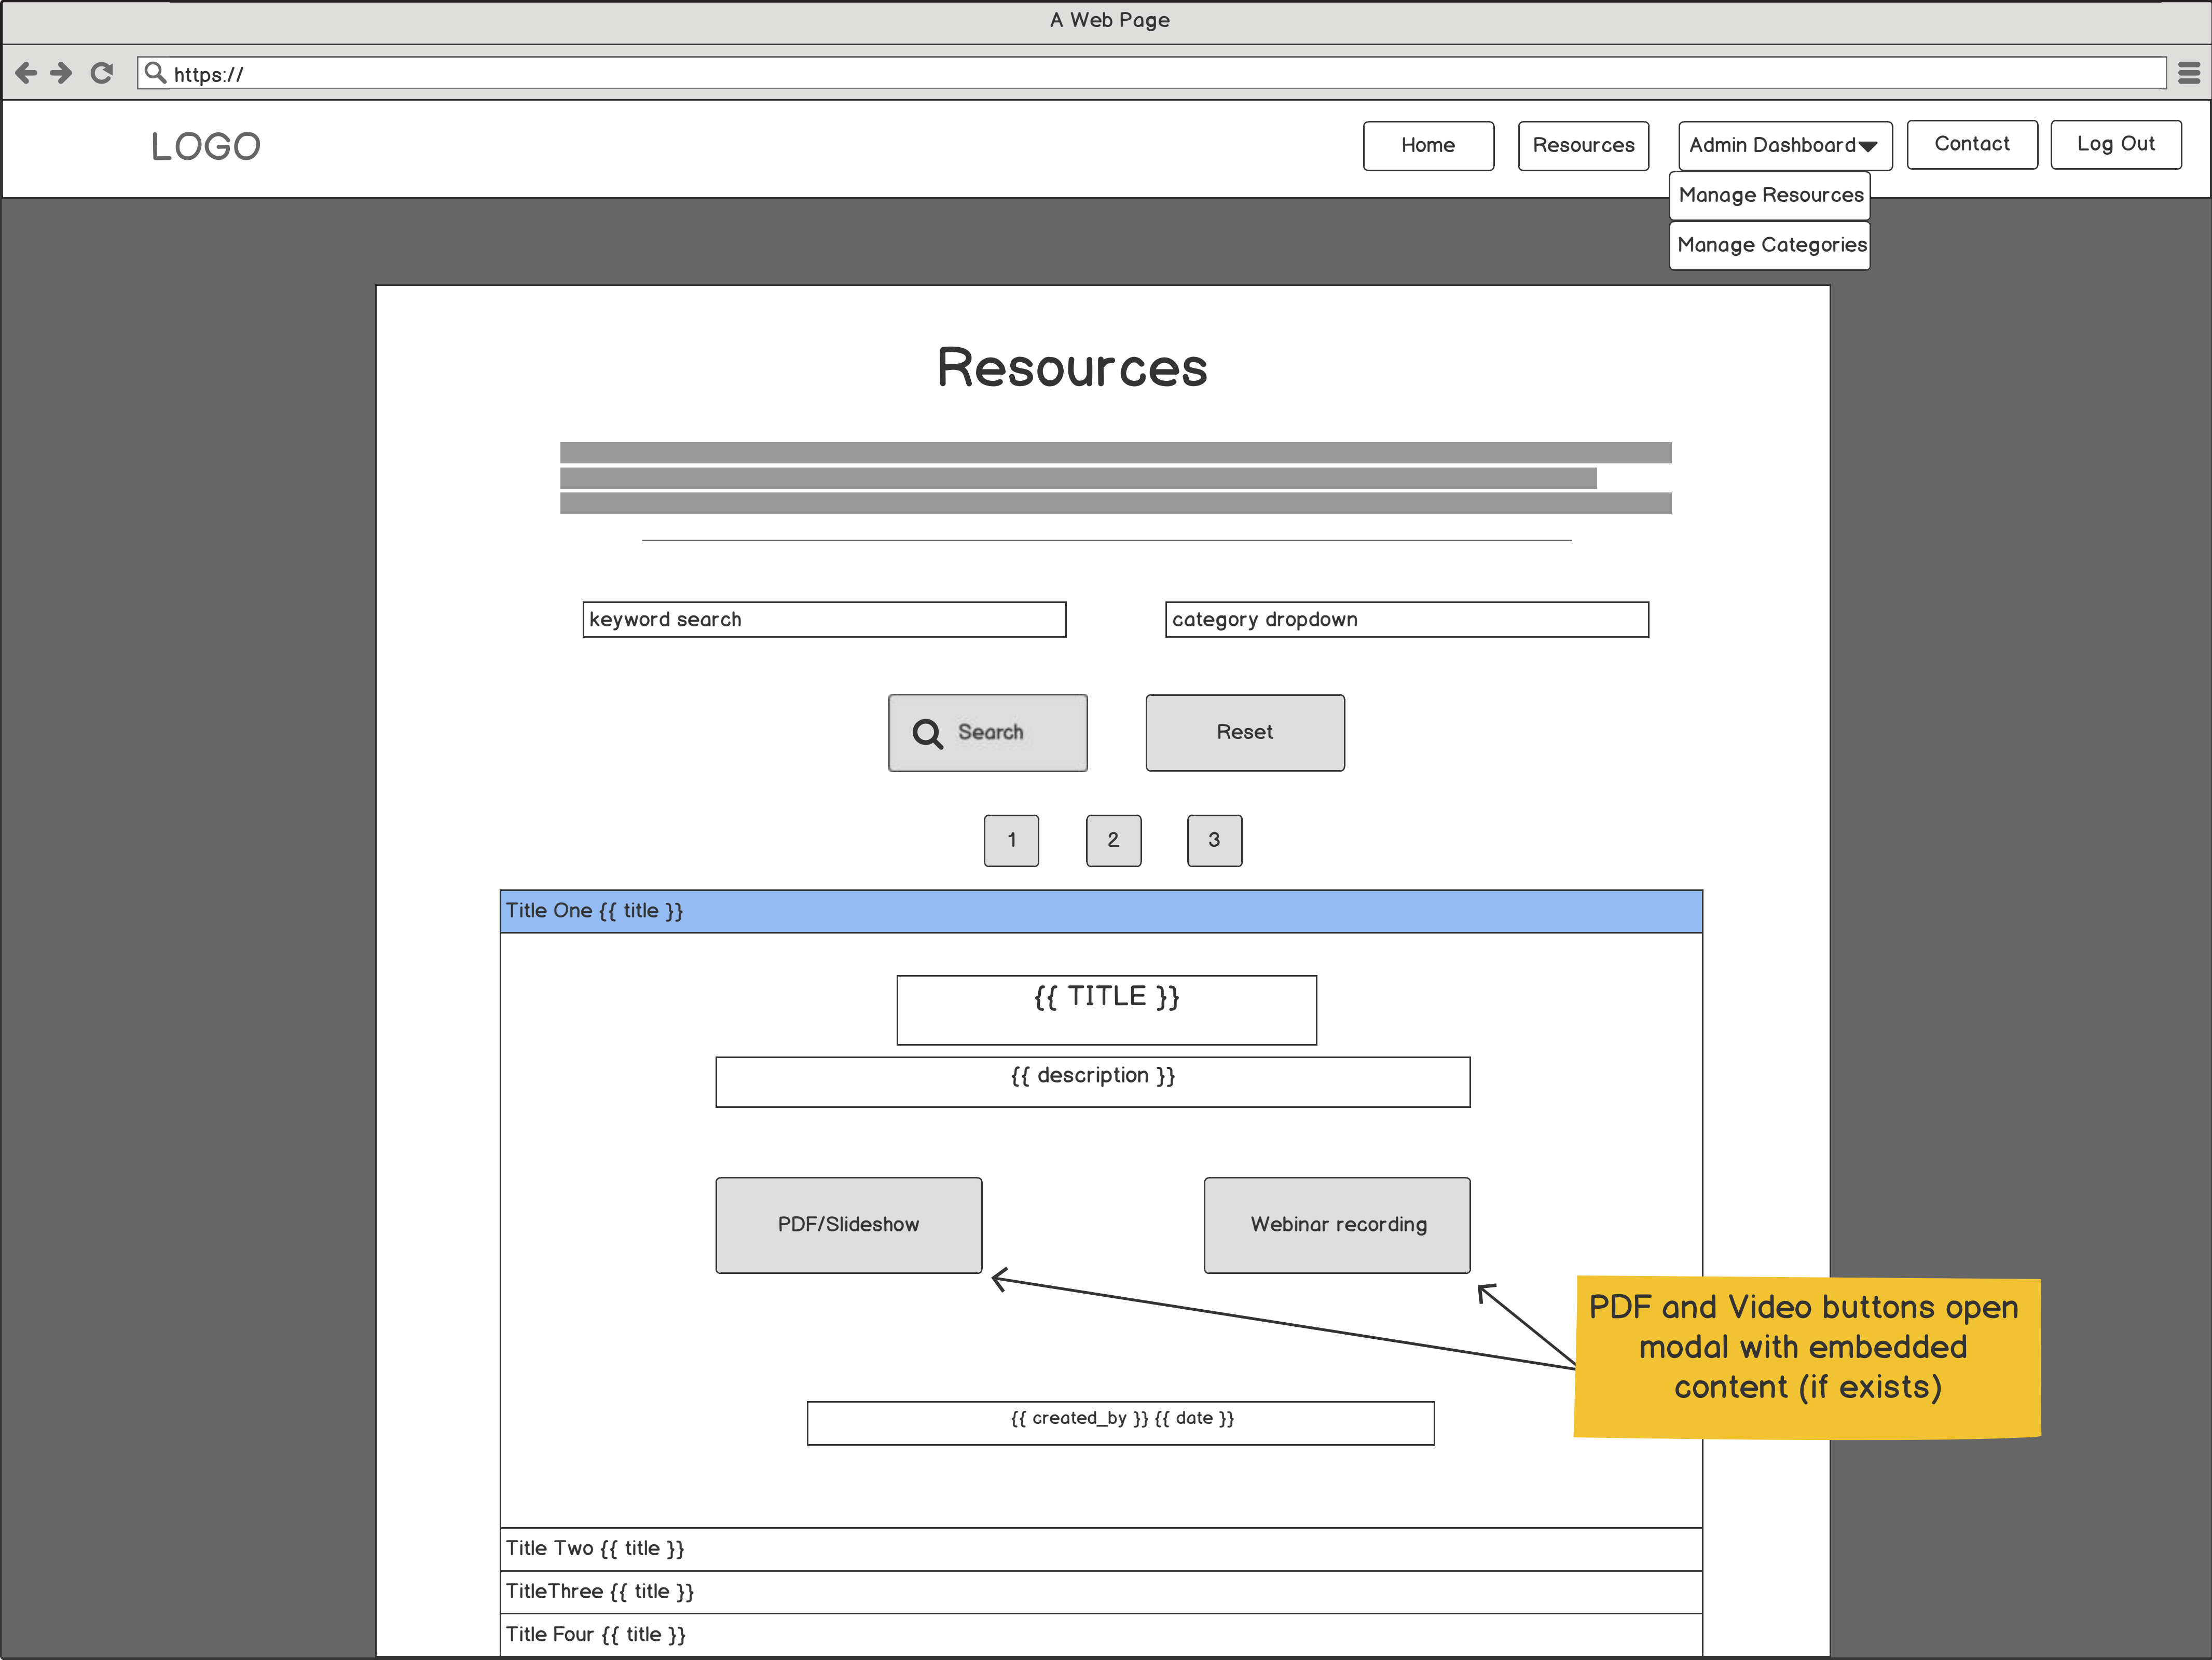 A Web Page
https://
LOGO
Home
Resources
Admin Dashboard
Contact
Log Out
Manage Resources
Manage Categories
Resources
keyword search
category dropdown
Search
Reset
1
2
3
Title One {{ title }}
{{ TITLE }}
{{ description }}
PDF/Slideshow
Webinar recording
PDF and Video buttons open
modal with embedded
content (if exists)
{{ created_by }} {{ date }}
Title Two {{ title }}
TitleThree {{ title }}
Title Four {{ title }}